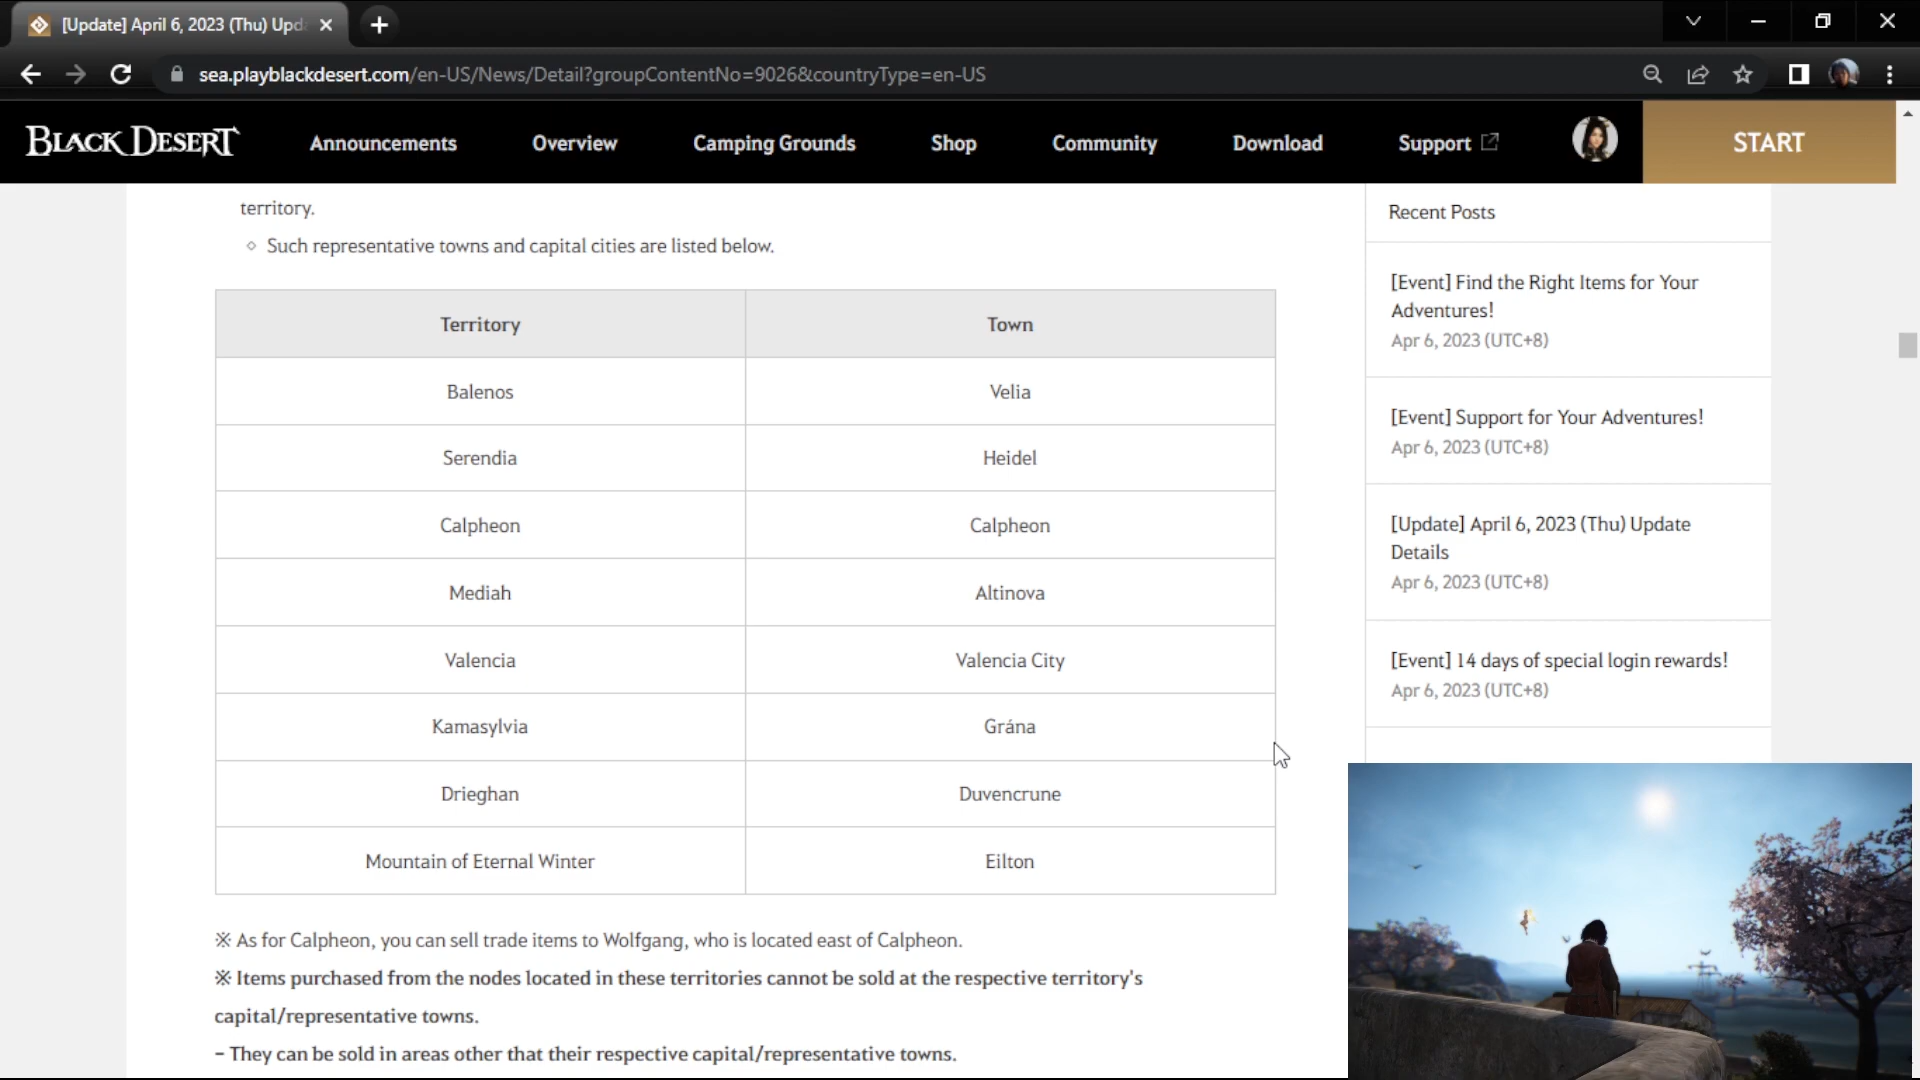 [Update] April 6, 2023 (Thu) Upd
sea.playblackdesert.com/en-US/News/Detail?groupContentNo=9026&countryType=en-US
BLACK DESERT
Announcements
Overview
Camping Grounds
Shop
Community
Download
Support
START
territory.
◇ Such representative towns and capital cities are listed below.
Territory Town
Balenos Velia
Serendia Heidel
Calpheon Calpheon
Mediah Altinova
Valencia Valencia City
Kamasylvia Grána
Drieghan Duvencrune
Mountain of Eternal Winter Eilton
※ As for Calpheon, you can sell trade items to Wolfgang, who is located east of Calpheon.
※ Items purchased from the nodes located in these territories cannot be sold at the respective territory's
capital/representative towns.
– They can be sold in areas other that their respective capital/representative towns.
Recent Posts
[Event] Find the Right Items for Your
Adventures!
Apr 6, 2023 (UTC+8)
[Event] Support for Your Adventures!
Apr 6, 2023 (UTC+8)
[Update] April 6, 2023 (Thu) Update
Details
Apr 6, 2023 (UTC+8)
[Event] 14 days of special login rewards!
Apr 6, 2023 (UTC+8)